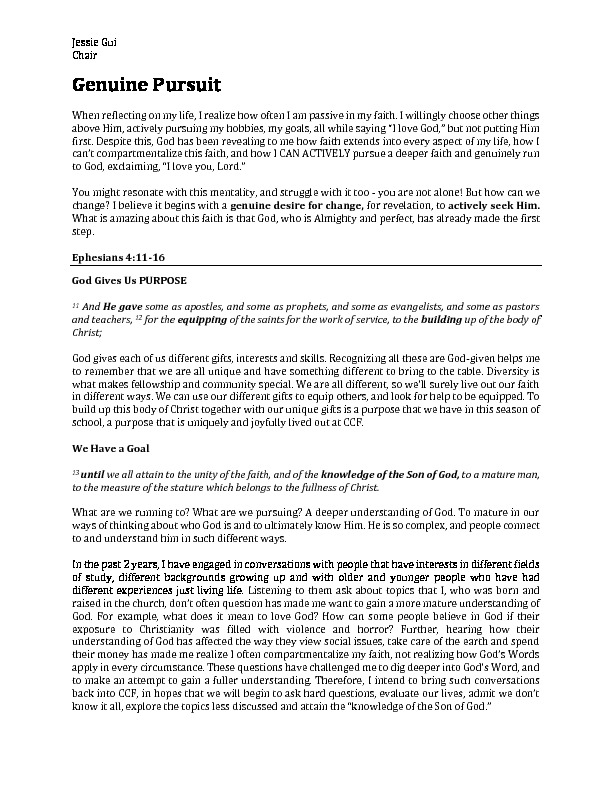 Jessie Gui
Chair
Genuine Pursuit
When reflecting on my life, I realize how often I am passive in my faith. I willingly choose other things
above Him, actively pursuing my hobbies, my goals, all while saying "I love God," but not putting Him
first. Despite this, God has been revealing to me how faith extends into every aspect of my life, how I
can't compartmentalize this faith, and how I CAN ACTIVELY pursue a deeper faith and genuinely run
to God, exclaiming, "I love you, Lord."
You might resonate with this mentality, and struggle with it too - you are not alone! But how can we
change? I believe it begins with a genuine desire for change, for revelation, to actively seek Him.
What is amazing about this faith is that God, who is Almighty and perfect, has already made the first
step.
Ephesians 4:11-16
God Gives Us PURPOSE
11 And He gave some as apostles, and some as prophets, and some as evangelists, and some as pastors
and teachers, 12 for the equipping of the saints for the work of service, to the building up of the body of
Christ;
God gives each of us different gifts, interests and skills. Recognizing all these are God-given helps me
to remember that we are all unique and have something different to bring to the table. Diversity is
what makes fellowship and community special. We are all different, so we'll surely live out our faith
in different ways. We can use our different gifts to equip others, and look for help to be equipped. To
build up this body of Christ together with our unique gifts is a purpose that we have in this season of
school, a purpose that is uniquely and joyfully lived out at CCF.
We Have a Goal
13 until we all attain to the unity of the faith, and of the knowledge of the Son of God, to a mature man,
to the measure of the stature which belongs to the fullness of Christ.
What are we running to? What are we pursuing? A deeper understanding of God. To mature in our
ways of thinking about who God is and to ultimately know Him. He is so complex, and people connect
to and understand him in such different ways.
In the past 2 years, I have engaged in conversations with people that have interests in different fields
of study, different backgrounds growing up and with older and younger people who have had
different experiences just living life. Listening to them ask about topics that I, who was born and
raised in the church, don't often question has made me want to gain a more mature understanding of
God. For example, what does it mean to love God? How can some people believe in God if their
exposure to Christianity was filled with violence and horror? Further, hearing how their
understanding of God has affected the way they view social issues, take care of the earth and spend
their money has made me realize I often compartmentalize my faith, not realizing how God's Words
apply in every circumstance. These questions have challenged me to dig deeper into God's Word, and
to make an attempt to gain a fuller understanding. Therefore, I intend to bring such conversations
back into CCF, in hopes that we will begin to ask hard questions, evaluate our lives, admit we don't
know it all, explore the topics less discussed and attain the "knowledge of the Son of God."